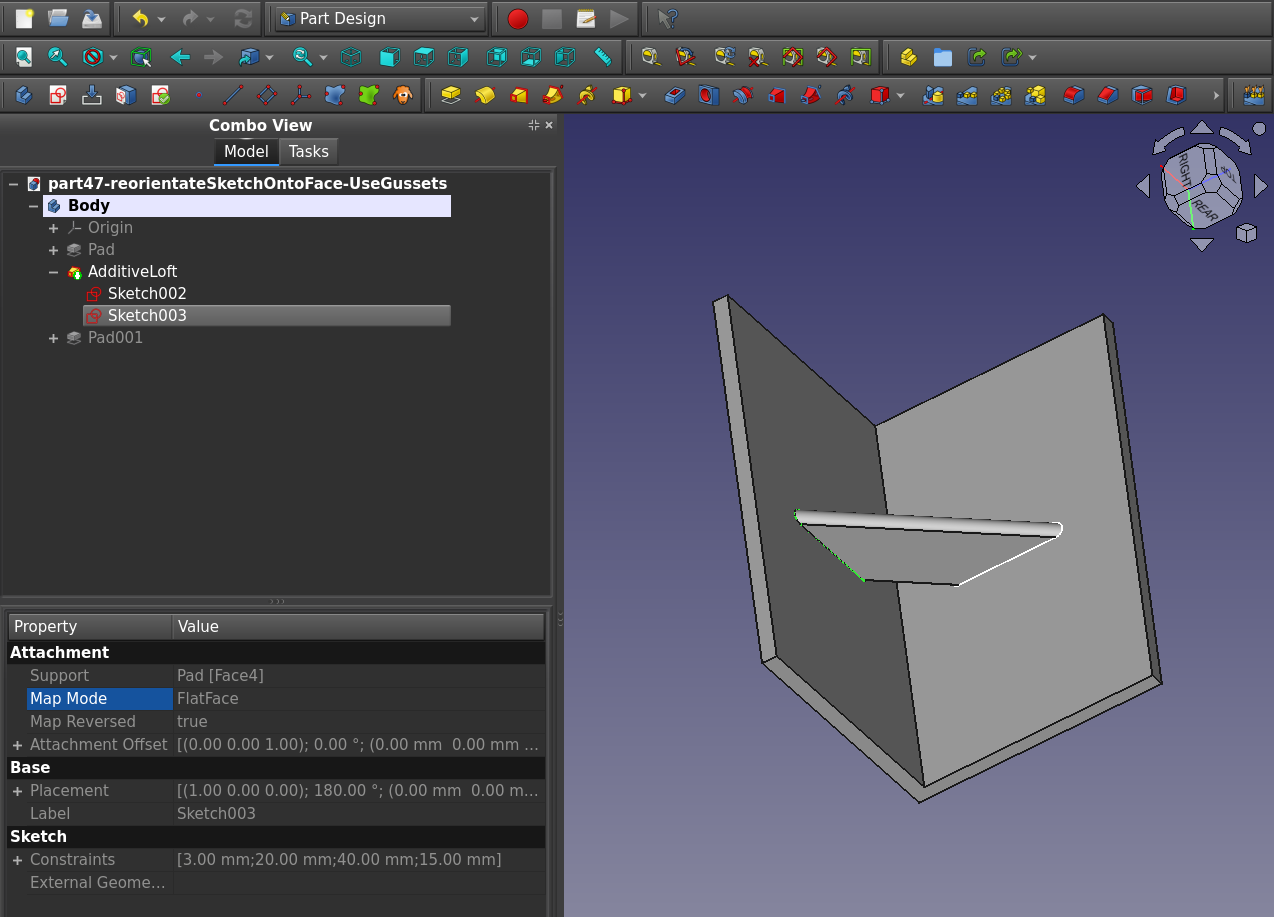 Part Design
Combo View
Model Tasks
part47-reorientateSketchOntoFace-UseGussets
Body
Origin
Pad
AdditiveLoft
Sketch002
Sketch003
Pad001
Property Value
Attachment
Support Pad [Face4]
Map Mode FlatFace
Map Reversed true
Attachment Offset [(0.00 0.00 1.00); 0.00 °; (0.00 mm 0.00 mm ...
Base
Placement [(1.00 0.00 0.00); 180.00 °; (0.00 mm 0.00 m...
Label Sketch003
Sketch
Constraints [3.00 mm;20.00 mm;40.00 mm;15.00 mm]
External Geome...
RIGHT
TOP
REAR